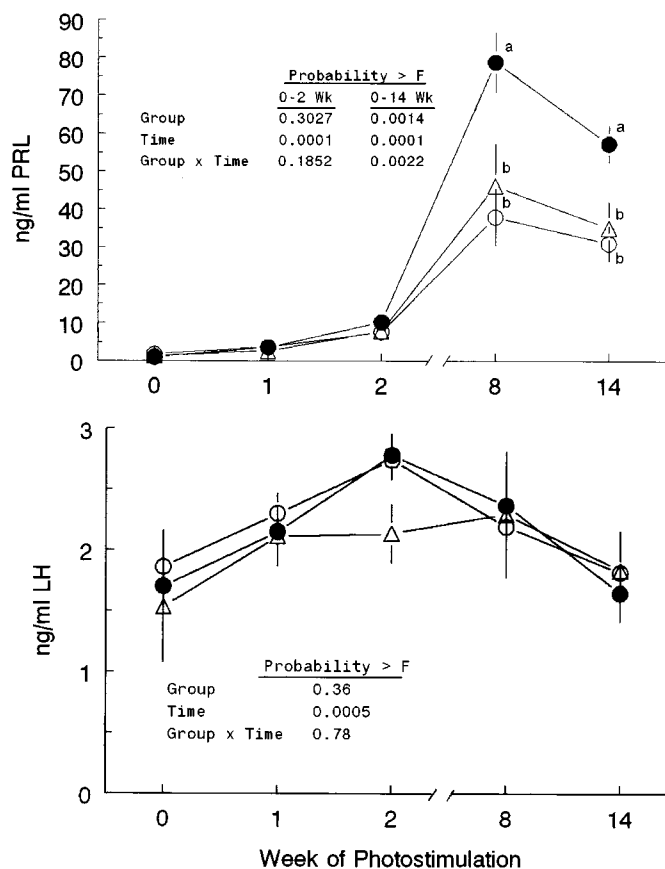 90
80
70
60
50
40
30
20
10
0
ng/ml PRL
Probability > F
0-2 Wk 0-14 Wk
Group 0.3027 0.0014
Time 0.0001 0.0001
Group x Time 0.1852 0.0022
a
a
b
b
b
b
0 1 2 8 14
3
2
1
0
ng/ml LH
Probability > F
Group 0.36
Time 0.0005
Group x Time 0.78
0 1 2 8 14
Week of Photostimulation